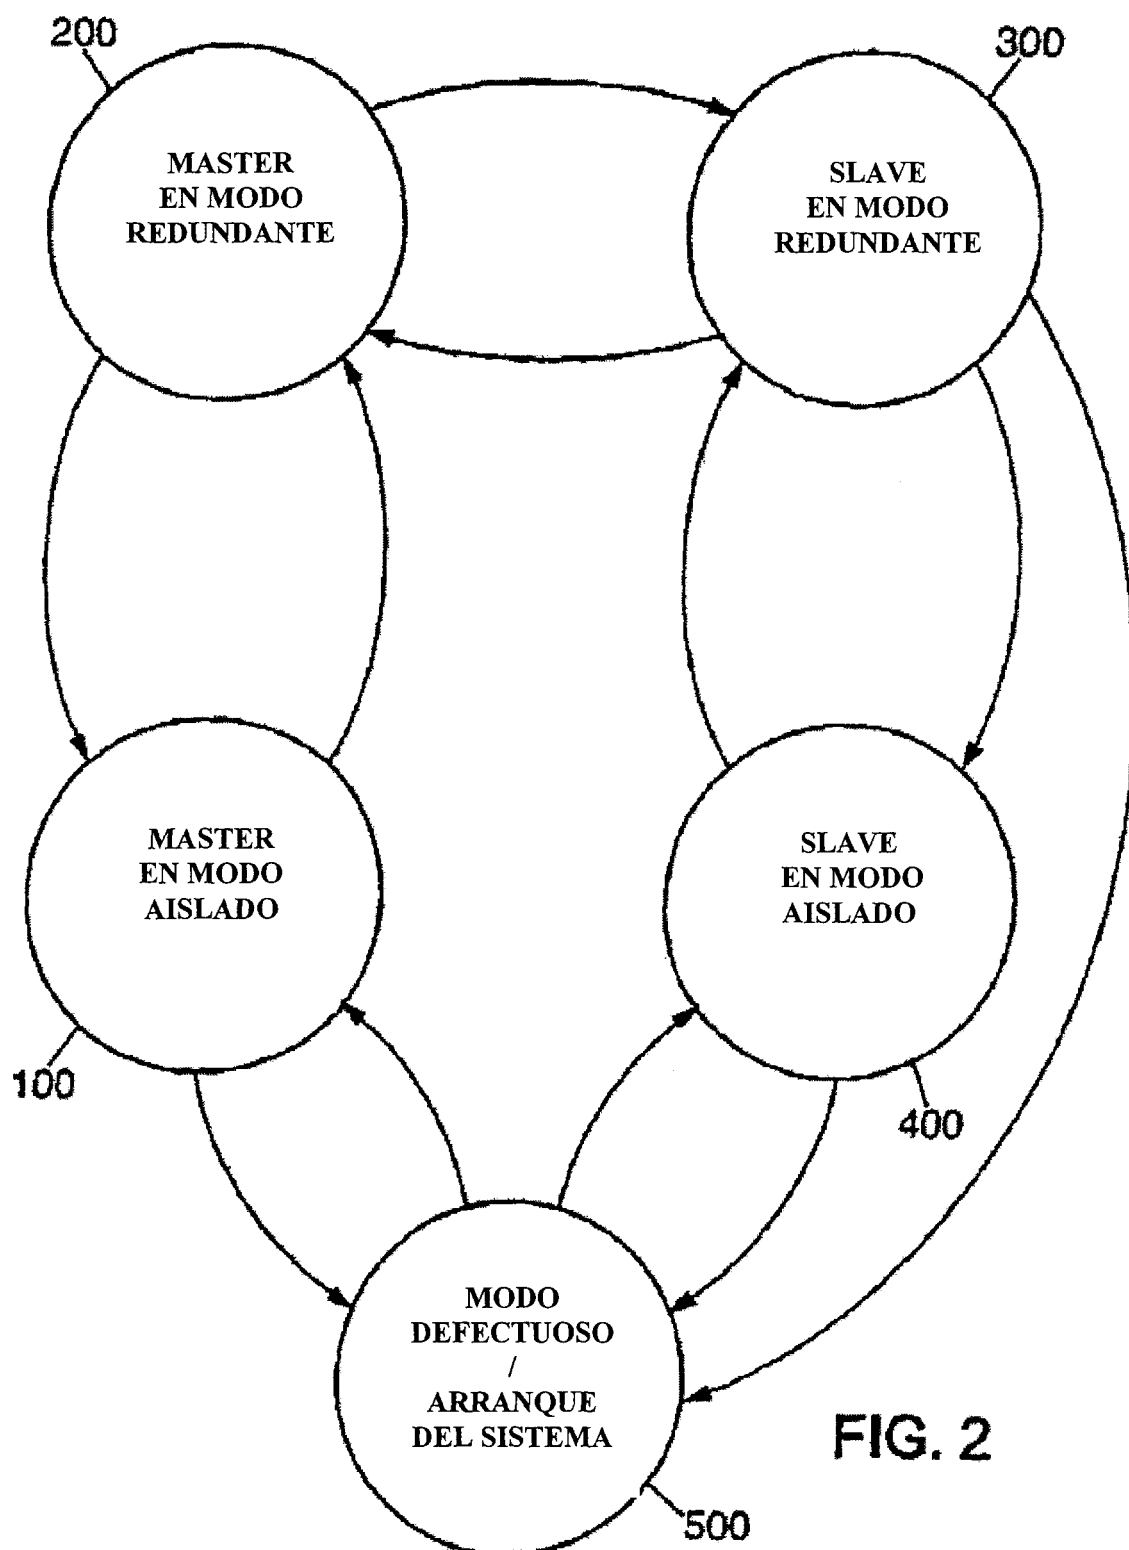 200
300
MASTER
EN MODO
REDUNDANTE
SLAVE
EN MODO
REDUNDANTE
MASTER
EN MODO
AISLADO
SLAVE
EN MODO
AISLADO
100
400
MODO
DEFECTUOSO
/
ARRANQUE
DEL SISTEMA
FIG. 2
500